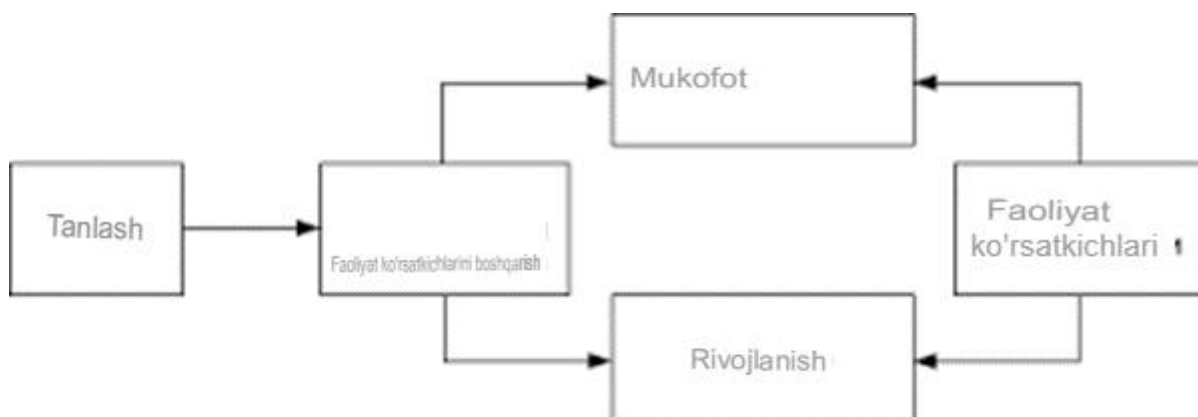 Mukofot
Tanlash
Faoliyat ko'rsatkichlarini boshqarish
Faoliyat
ko'rsatkichlari
Rivojlanish